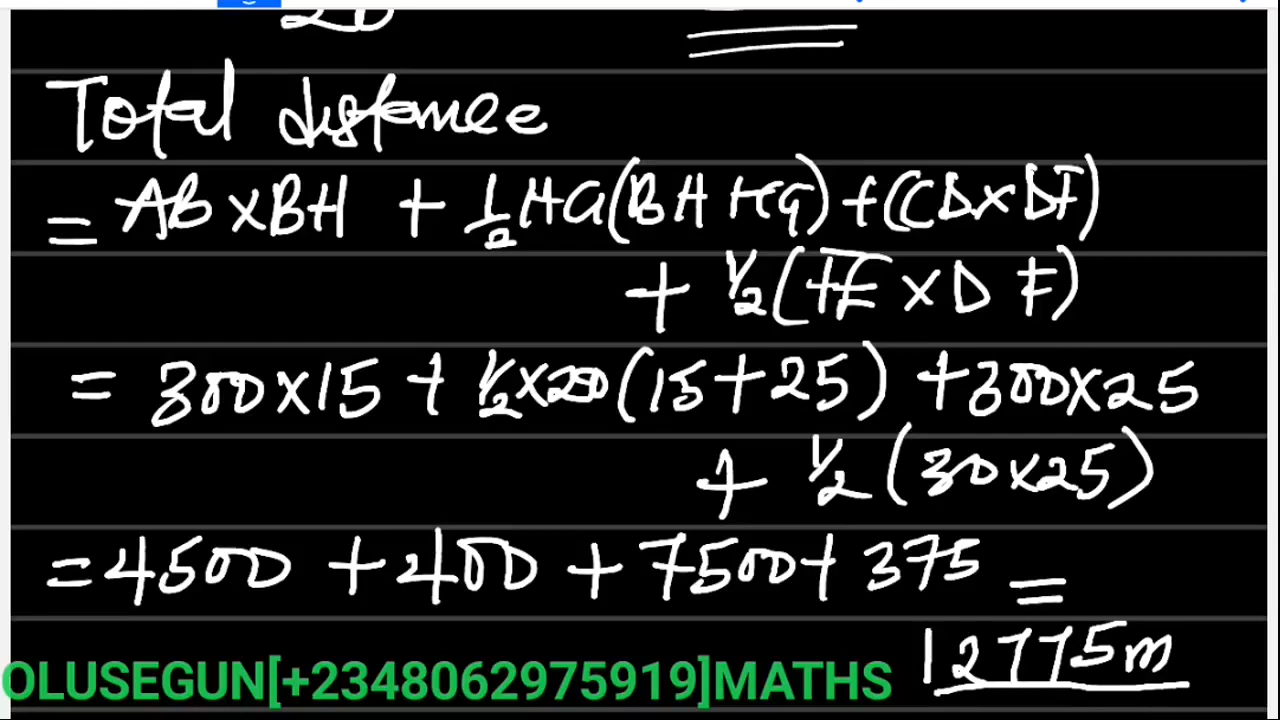 Total distance
= AB×BH + 1/2 HG(BH+CG) + (CD×DF)
+ 1/2(FE×DF)
= 300×15 + 1/2×20(15+25) + 300×25
+ 1/2(30×25)
= 4500 + 400 + 7500 + 375 =
12775m
OLUSEGUN[+2348062975919]MATHS